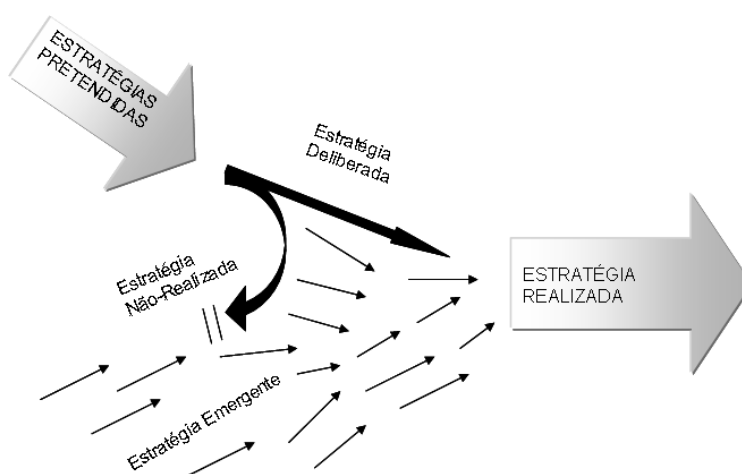 ESTRATÉGIAS
PRETENDIDAS
Estratégia
Deliberada
Estratégia
Não-Realizada
ESTRATÉGIA
REALIZADA
Estratégia Emergente